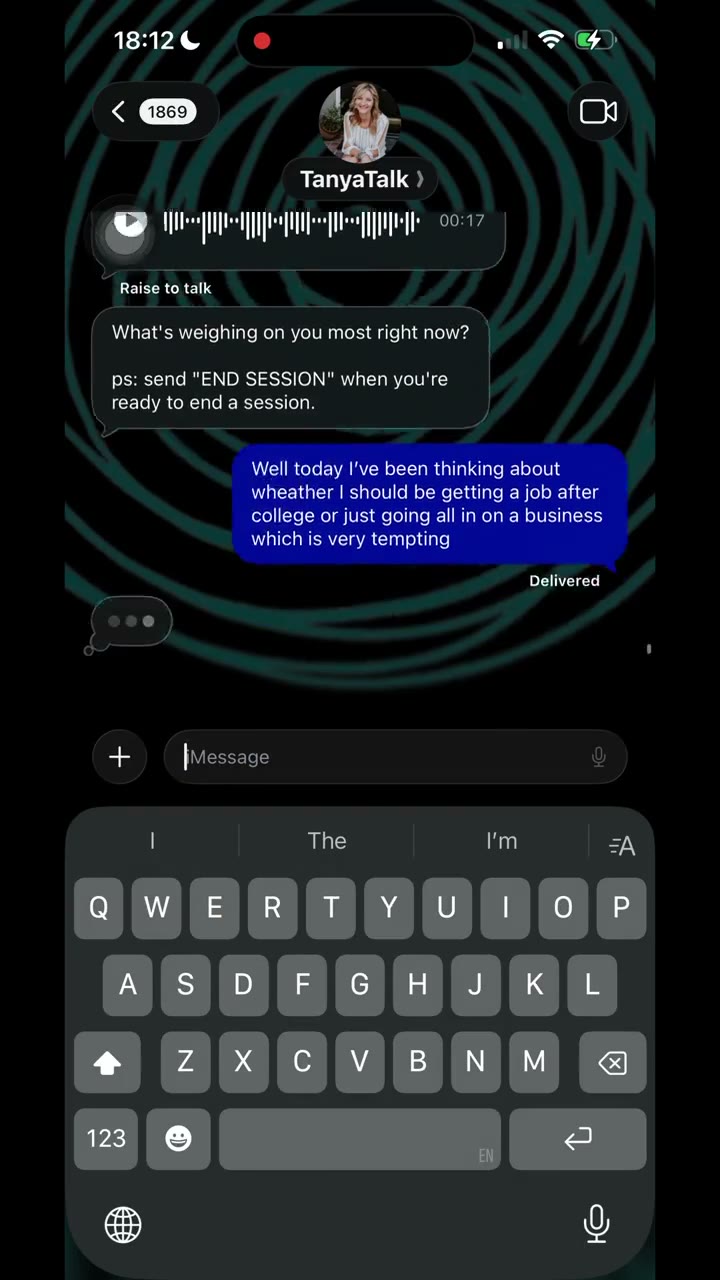 18:12
1869
TanyaTalk
00:17
Raise to talk
What's weighing on you most right now?
ps: send "END SESSION" when you're
ready to end a session.
Well today I’ve been thinking about
wheather I should be getting a job after
college or just going all in on a business
which is very tempting
Delivered
iMessage
I The I’m A
Q W E R T Y U I O P
A S D F G H J K L
Z X C V B N M
123
EN